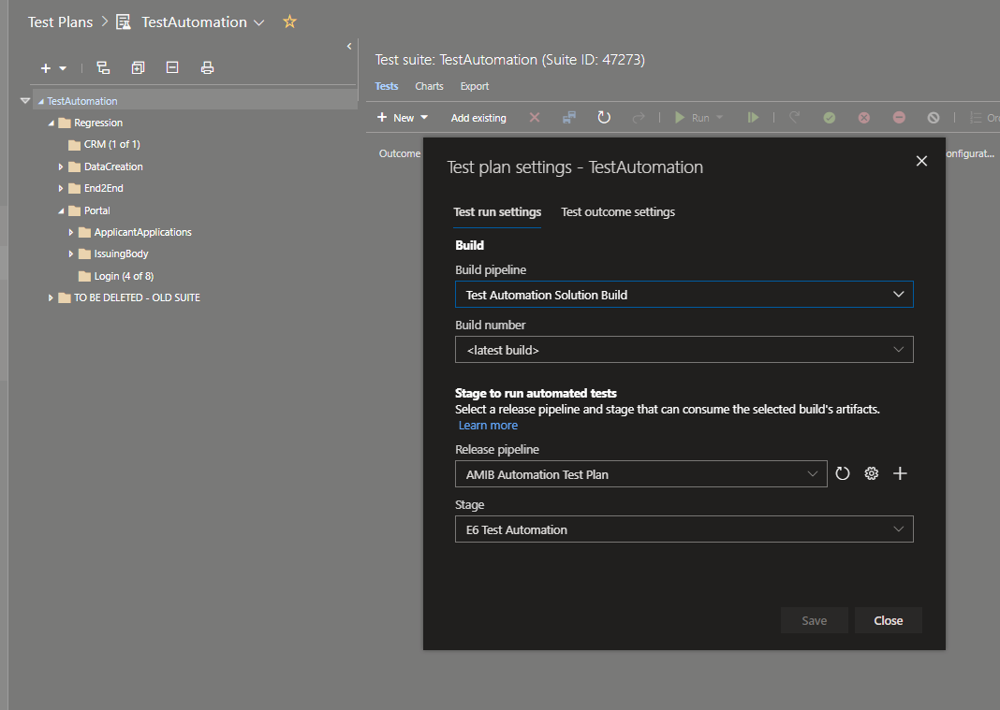 Test Plans > TestAutomation
Test suite: TestAutomation (Suite ID: 47273)
Tests Charts Export
New Add existing Run Or
Outcome onfigurat...
TestAutomation
Regression
CRM (1 of 1)
DataCreation
End2End
Portal
ApplicantApplications
IssuingBody
Login (4 of 8)
TO BE DELETED - OLD SUITE
Test plan settings - TestAutomation
Test run settings Test outcome settings
Build
Build pipeline
Test Automation Solution Build
Build number
<latest build>
Stage to run automated tests
Select a release pipeline and stage that can consume the selected build's artifacts.
Learn more
Release pipeline
AMIB Automation Test Plan
Stage
E6 Test Automation
Save Close